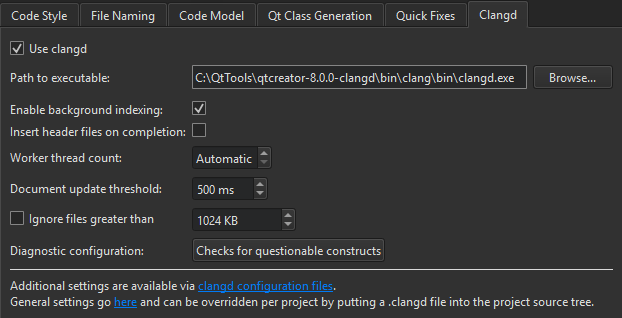 Code Style File Naming Code Model Qt Class Generation Quick Fixes Clangd
Use clangd
Path to executable: C:\QtTools\qtcreator-8.0.0-clangd\bin\clang\bin\clangd.exe Browse...
Enable background indexing:
Insert header files on completion:
Worker thread count: Automatic
Document update threshold: 500 ms
Ignore files greater than 1024 KB
Diagnostic configuration: Checks for questionable constructs
Additional settings are available via clangd configuration files.
General settings go here and can be overridden per project by putting a .clangd file into the project source tree.